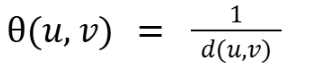 θ(u, v) = 1/d(u,v)